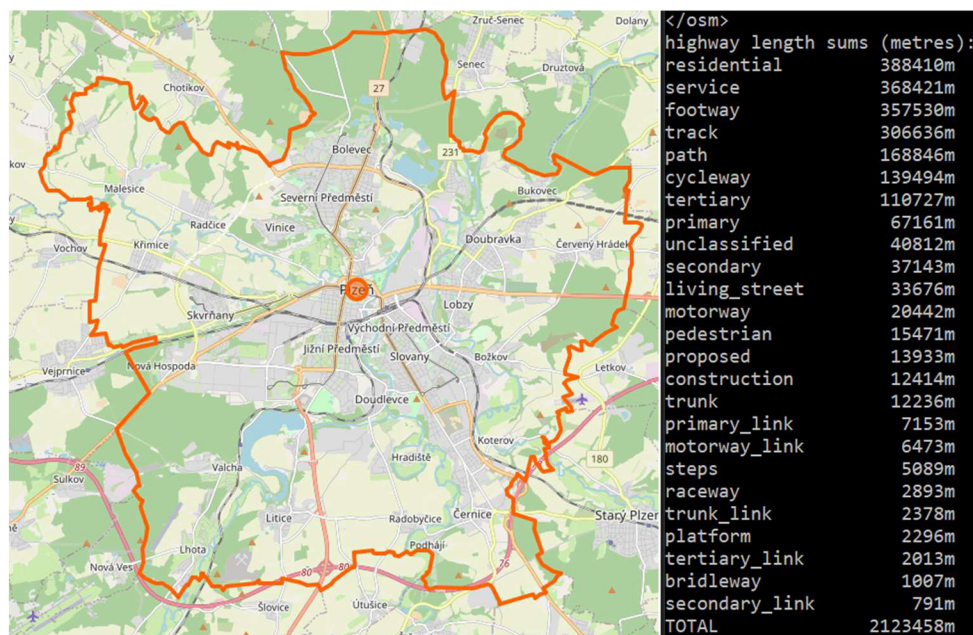 Zruč-Senec
Dolany
Senec
27
Druztová
Chotíkov
Bolevec
231
kov
Malesice
Severní Předměstí
Bukovec
Radčice
Vinice
Křimice
Doubravka
Vochov
Červený Hrádek
Plzeň
Lobzy
Skvrňany
Východní Předměstí
Jižní Předměstí
Slovany
Božkov
Vejprnice
Nová Hospoda
Letkov
Doudlevce
Koterov
Hradiště
180
89
Valcha
Sulkov
Litice
Radobyčice
Černice
Starý Plzen
Podhájí
Lhota
Nová Ves
76
80
80
Šlovice
Útušice
</osm>
highway length sums (metres):
residential 388410m
service 368421m
footway 357530m
track 306636m
path 168846m
cycleway 139494m
tertiary 110727m
primary 67161m
unclassified 40812m
secondary 37143m
living_street 33676m
motorway 20442m
pedestrian 15471m
proposed 13933m
construction 12414m
trunk 12236m
primary_link 7153m
motorway_link 6473m
steps 5089m
raceway 2893m
trunk_link 2378m
platform 2296m
tertiary_link 2013m
bridleway 1007m
secondary_link 791m
TOTAL 2123458m